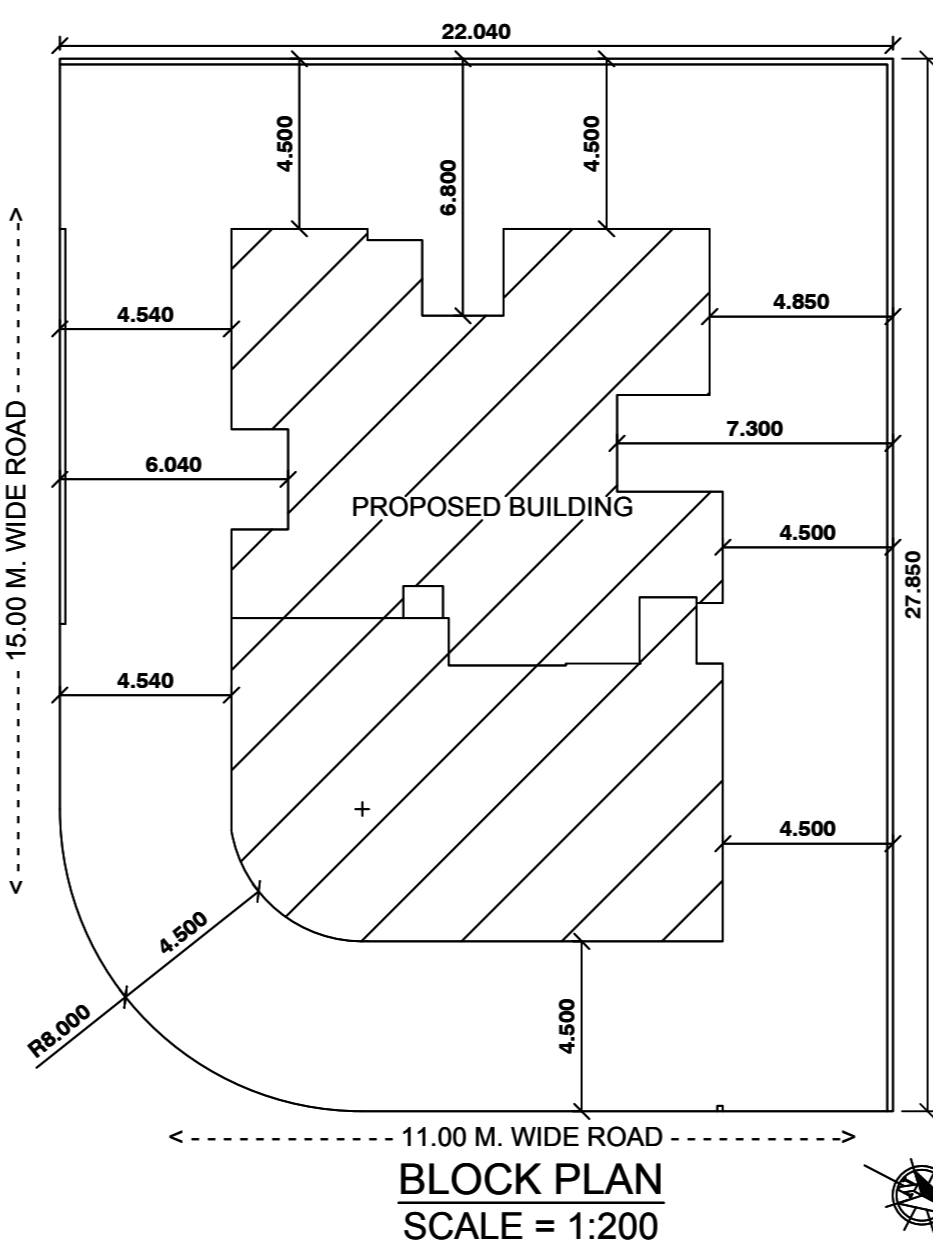 22.040
4.500
6.800
4.500
4.540
4.850
7.300
6.040
PROPOSED BUILDING
4.500
27.850
15.00 M. WIDE ROAD
4.540
4.500
4.500
R8.000
4.500
11.00 M. WIDE ROAD
BLOCK PLAN
SCALE = 1:200